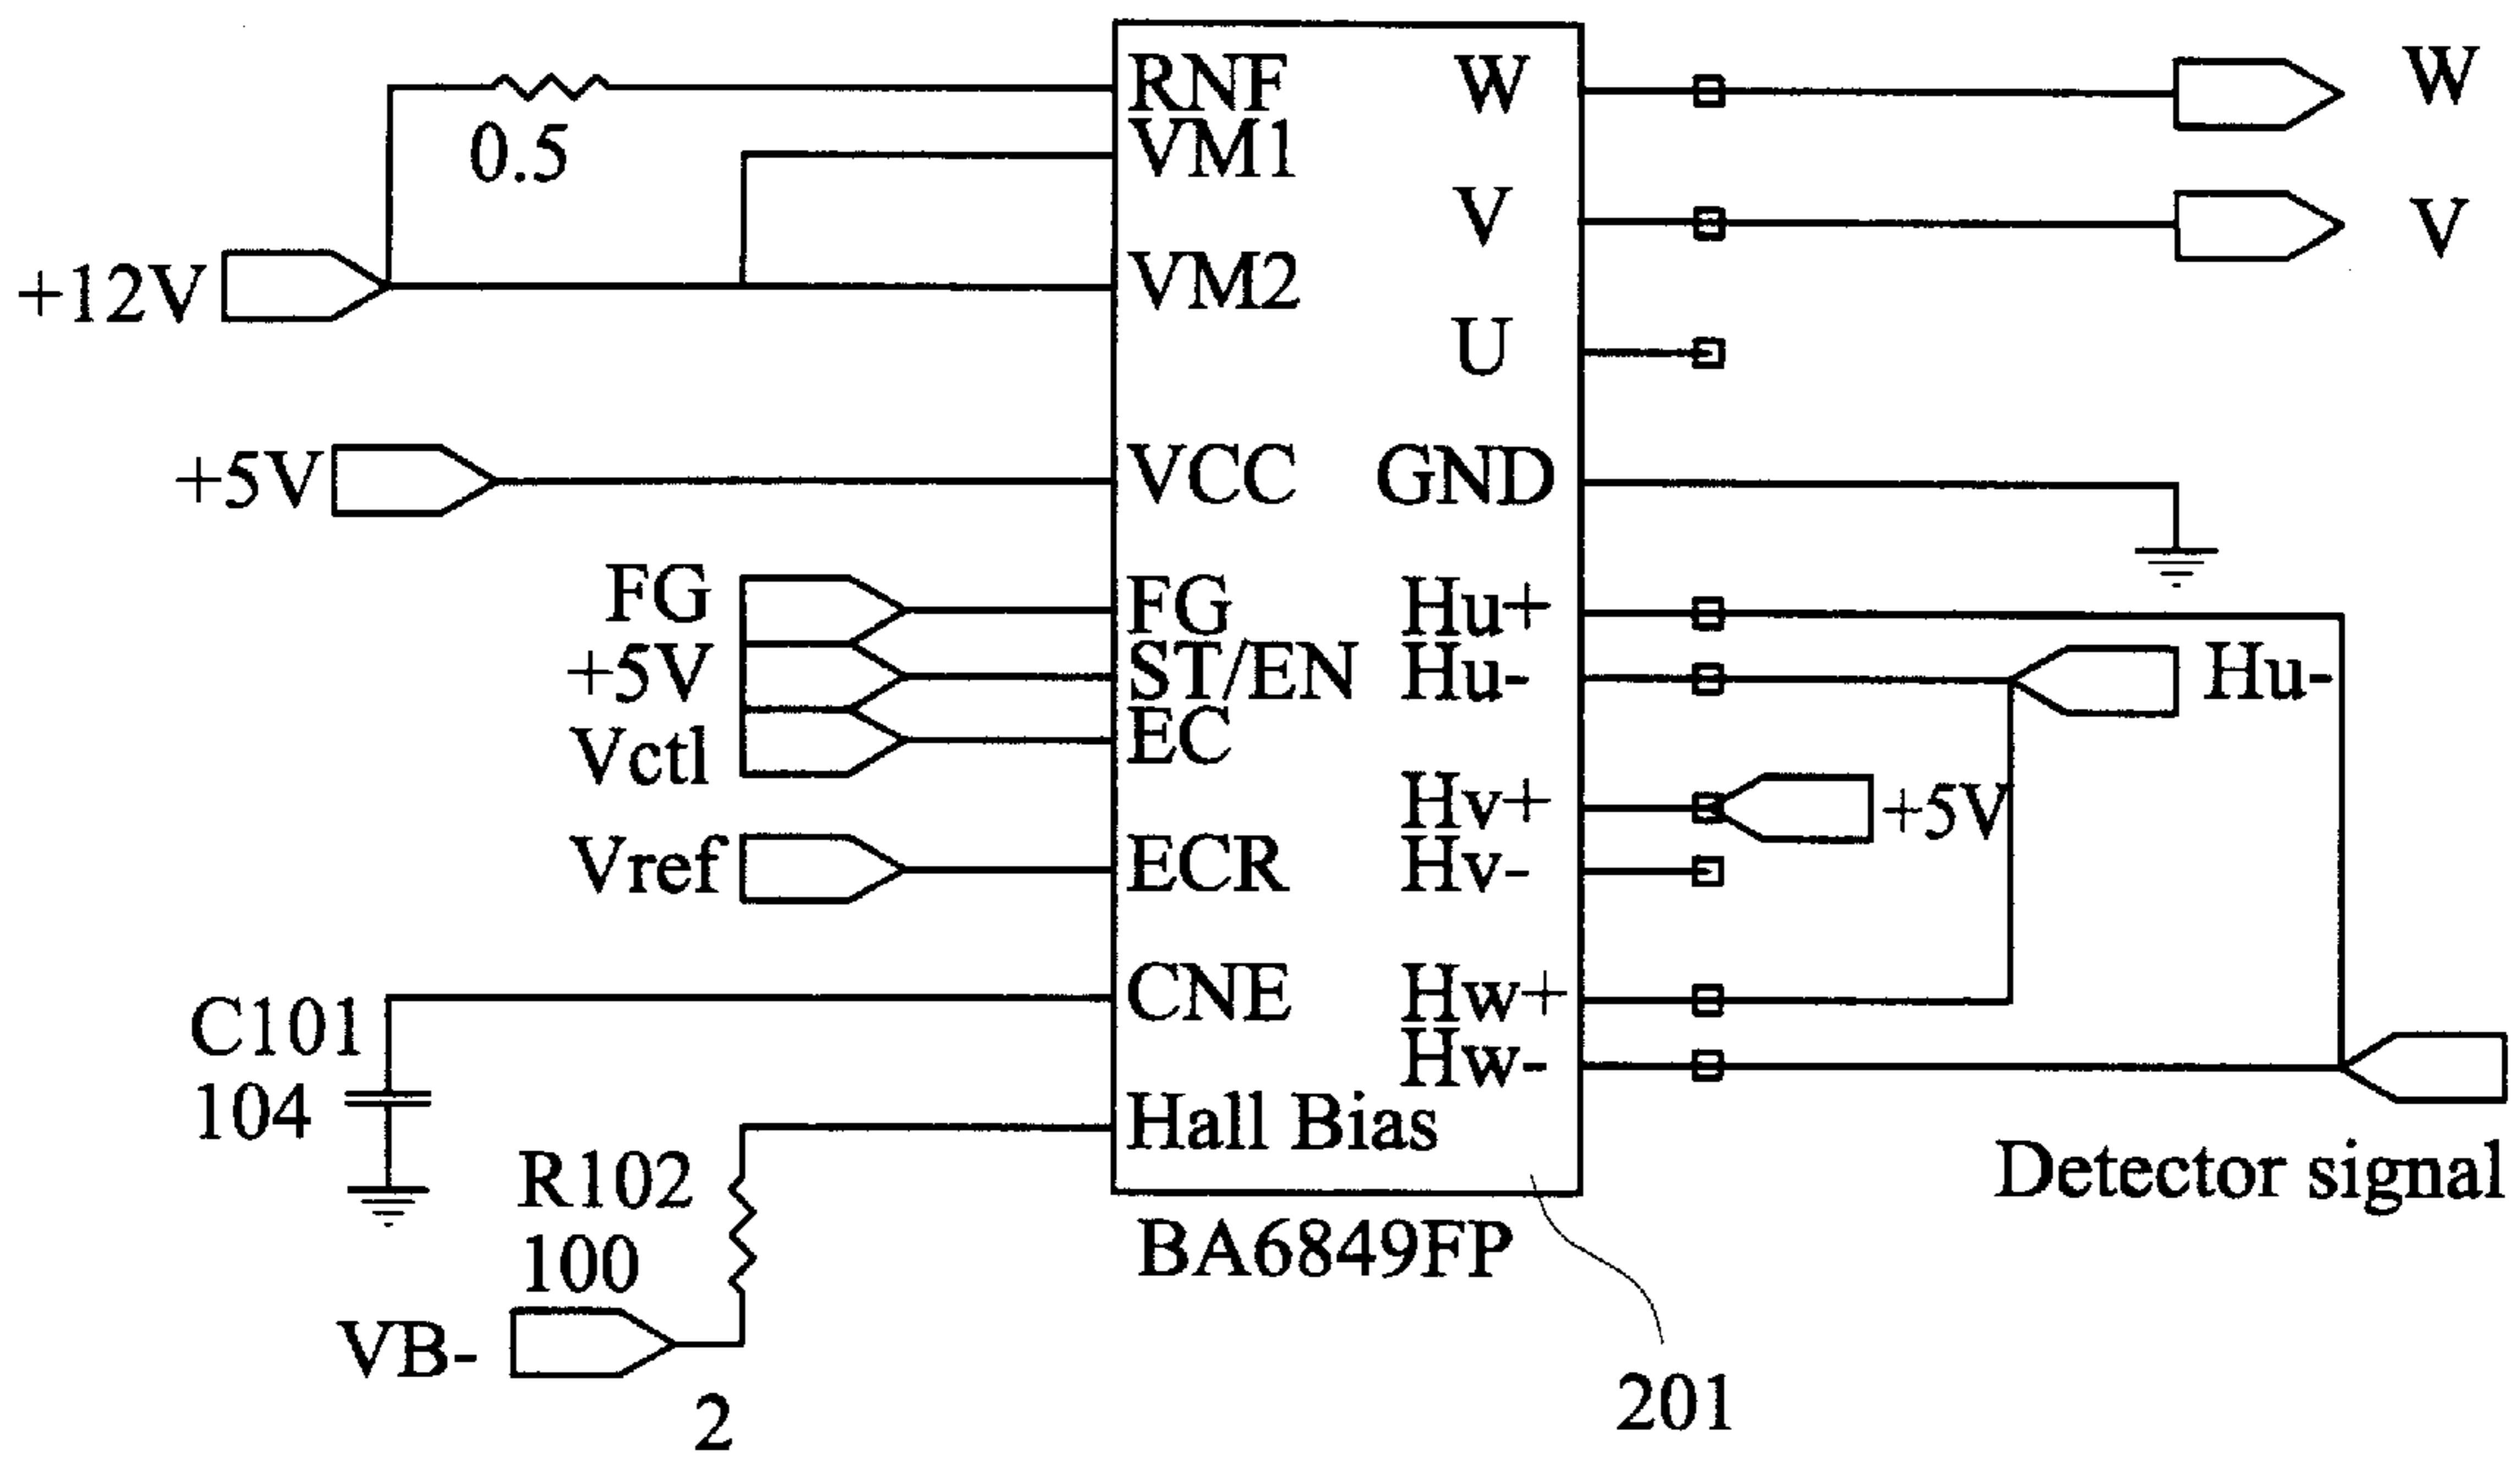 RNF W W
0.5 VM1
V V
+12V VM2
U
+5V VCC GND
FG FG Hu+
+5V ST/EN Hu- Hu-
Vctl EC
Hv+ +5V
Vref ECR Hv-
C101 CNE Hw+
Hw-
104 Hall Bias
R102 Detector signal
100 BA6849FP
VB-
2 201